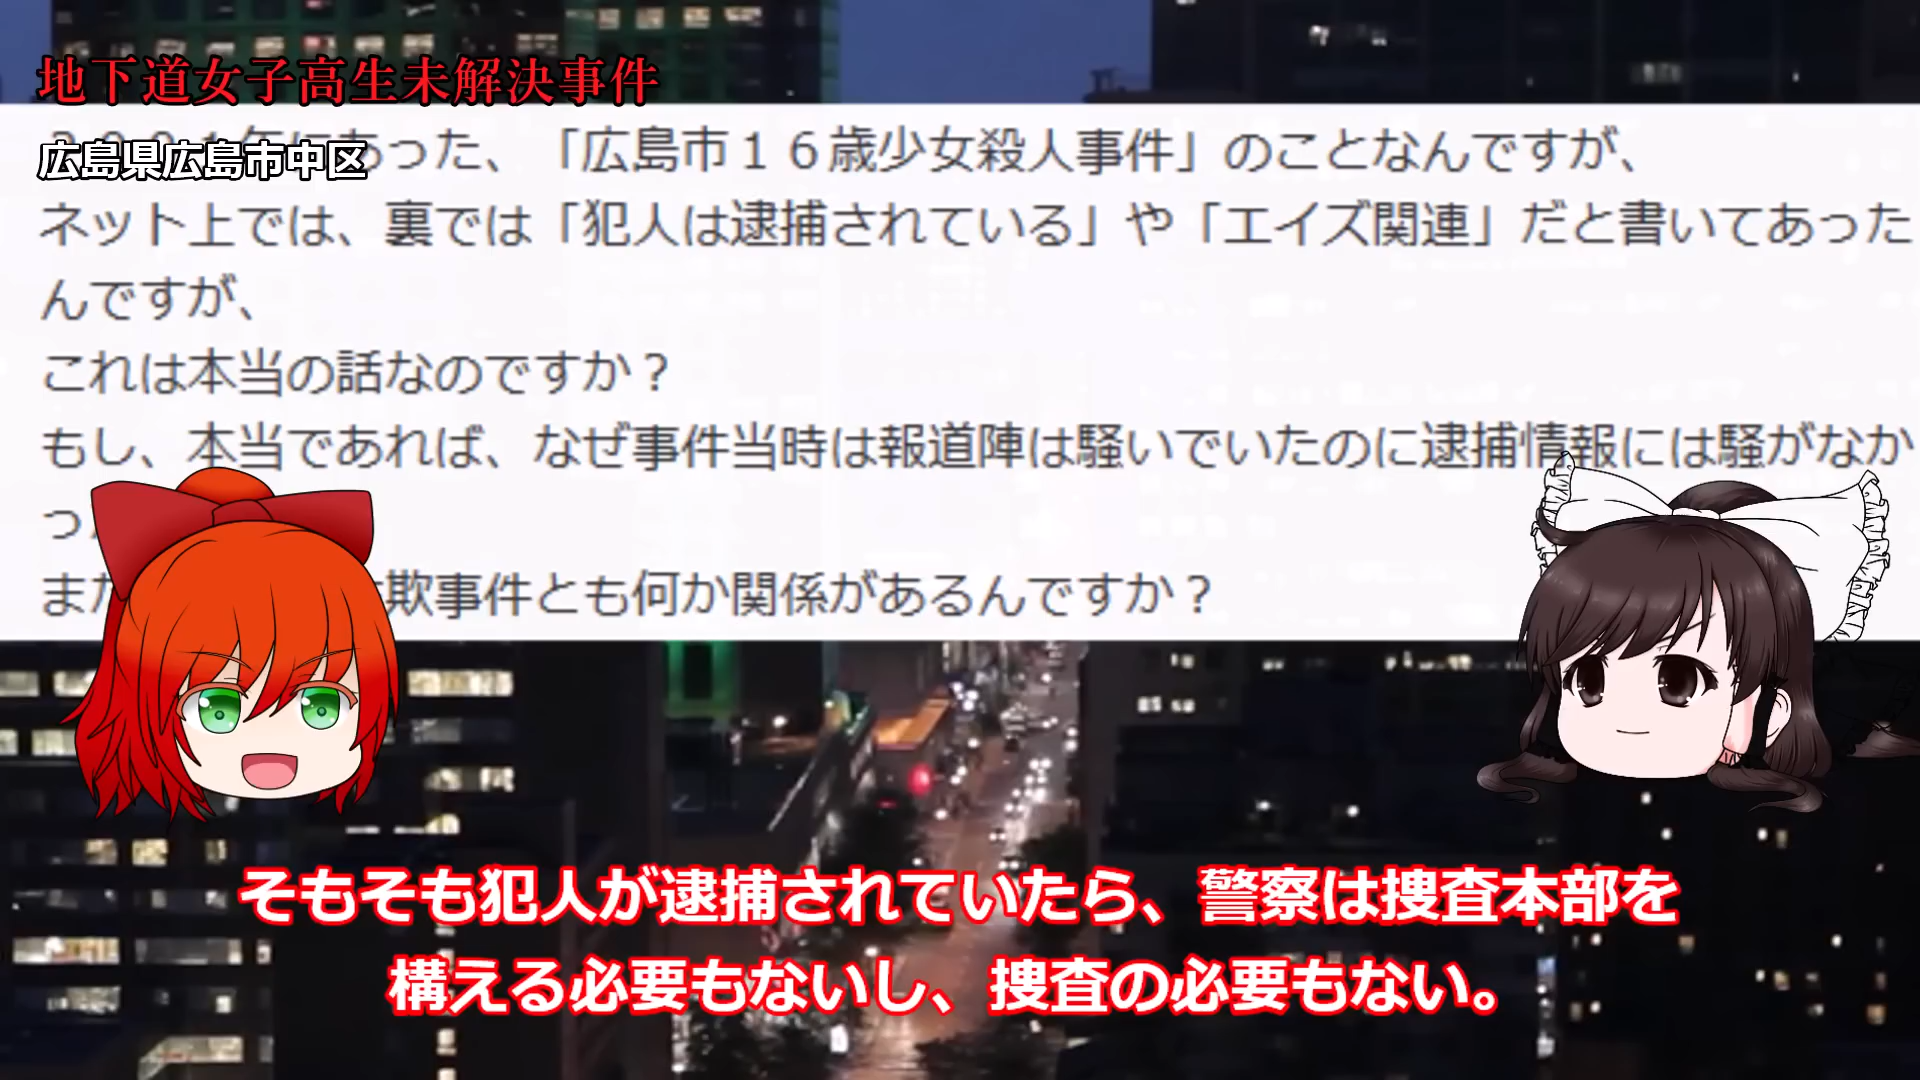 地下道女子高生未解決事件
広島県広島市中区
あった、「広島市１６歳少女殺人事件」のことなんですが、
ネット上では、裏では「犯人は逮捕されている」や「エイズ関連」だと書いてあった
んですが、
これは本当の話なのですか？
もし、本当であれば、なぜ事件当時は報道陣は騒いでいたのに逮捕情報には騒がなか
っ
また
欺事件とも何か関係があるんですか？
そもそも犯人が逮捕されていたら、警察は捜査本部を
構える必要もないし、捜査の必要もない。